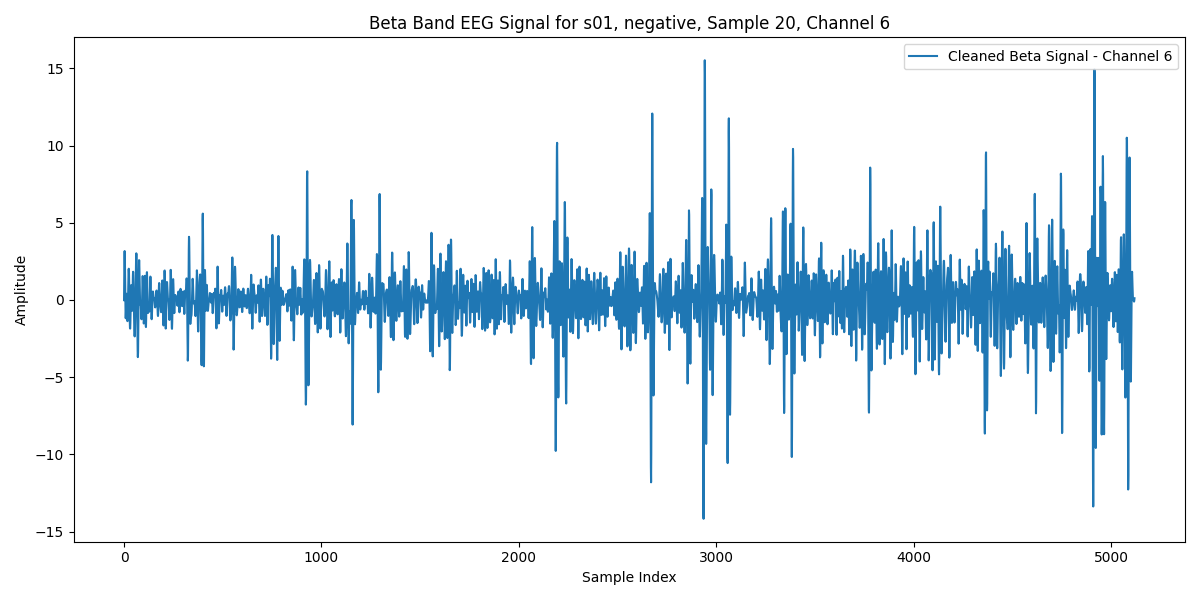 Beta Band EEG Signal for s01, negative, Sample 20, Channel 6
Cleaned Beta Signal - Channel 6
Amplitude
15
10
5
0
−5
−10
−15
0 1000 2000 3000 4000 5000
Sample Index